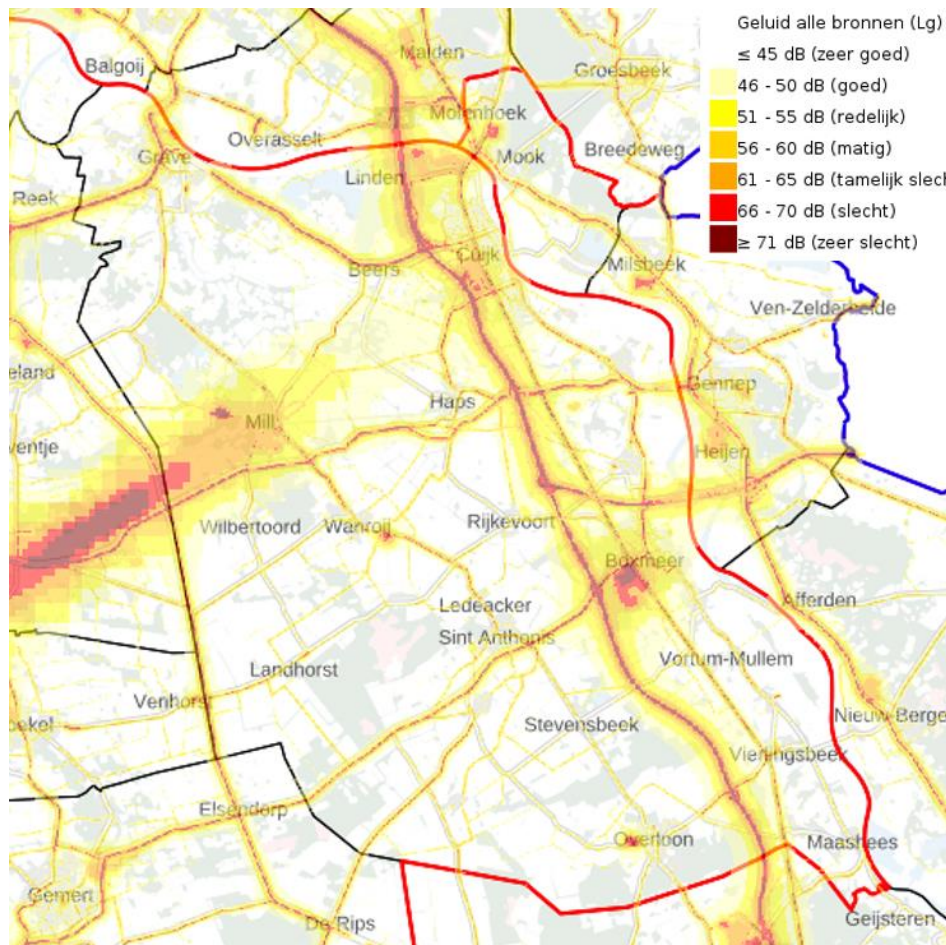 Geluid alle bronnen (Lg)
≤ 45 dB (zeer goed)
46 - 50 dB (goed)
51 - 55 dB (redelijk)
56 - 60 dB (matig)
61 - 65 dB (tamelijk slech
66 - 70 dB (slecht)
≥ 71 dB (zeer slecht)
Malden
Balgoij
Groesbeek
Molenhoek
Overasselt
Grave
Mook
Breedeweg
Linden
Reek
Cuijk
Beers
Milsbeek
Ven-Zelderheide
eland
Gennep
Haps
Mill
ventje
Heijen
Wilbertoord
Wanroij
Rijkevoort
Boxmeer
Ledeacker
Afferden
Sint Anthonis
Landhorst
Vortum-Mullem
Venhorst
Nieuw-Berge
oekel
Stevensbeek
Vierlingsbeek
Elsendorp
Overloon
Maashees
Gemert
De Rips
Geijsteren